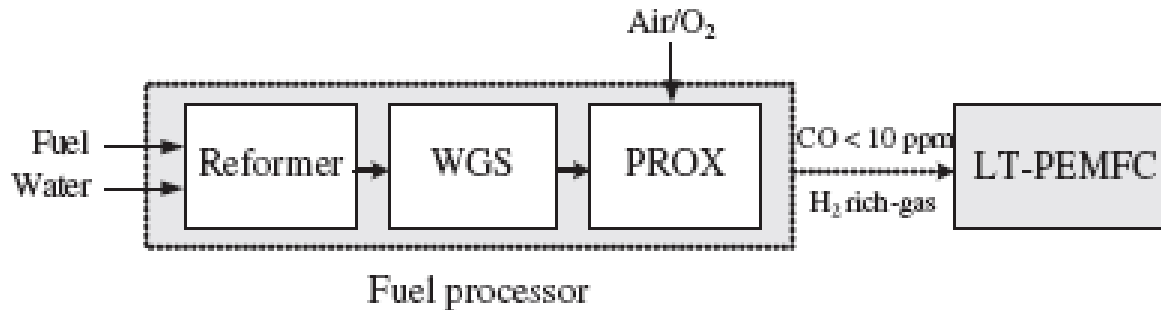 Air/O₂
Fuel
Water
Reformer
WGS
PROX
CO < 10 ppm
H₂ rich-gas
LT-PEMFC
Fuel processor